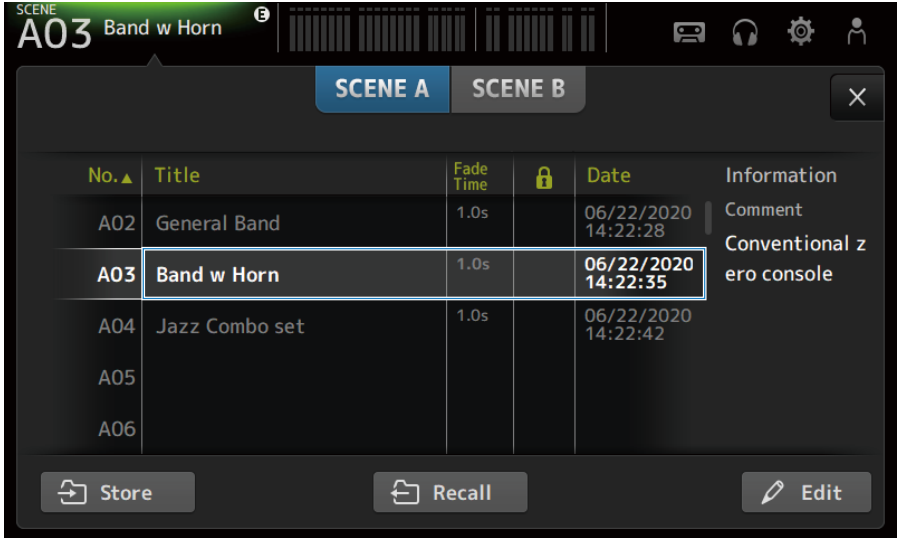 SCENE
A03 Band w Horn E
SCENE A SCENE B
No.▲ Title Fade Time Date Information
A02 General Band 1.0s 06/22/2020 14:22:28 Comment
Conventional z
A03 Band w Horn 1.0s 06/22/2020 14:22:35 ero console
A04 Jazz Combo set 1.0s 06/22/2020 14:22:42
A05
A06
Store Recall Edit